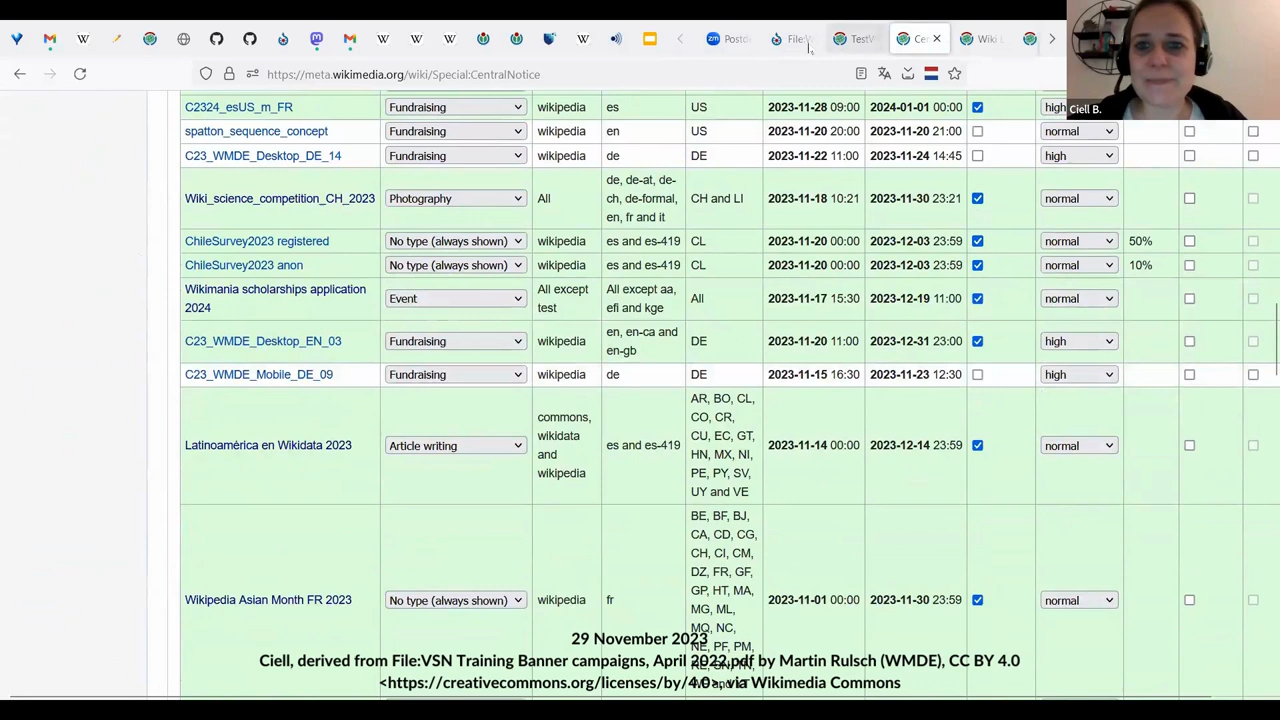 Postc
File:V
TestW
Cen
Wiki L
https://meta.wikimedia.org/wiki/Special:CentralNotice
Ciell B.
C2324_esUS_m_FR Fundraising wikipedia es US 2023-11-28 09:00 2024-01-01 00:00 high
spatton_sequence_concept Fundraising wikipedia en US 2023-11-20 20:00 2023-11-20 21:00 normal
C23_WMDE_Desktop_DE_14 Fundraising wikipedia de DE 2023-11-22 11:00 2023-11-24 14:45 high
Wiki_science_competition_CH_2023 Photography All
de, de-at, de-
ch, de-formal,
en, fr and it
CH and LI 2023-11-18 10:21 2023-11-30 23:21 normal
ChileSurvey2023 registered No type (always shown) wikipedia es and es-419 CL 2023-11-20 00:00 2023-12-03 23:59 normal 50%
ChileSurvey2023 anon No type (always shown) wikipedia es and es-419 CL 2023-11-20 00:00 2023-12-03 23:59 normal 10%
Wikimania scholarships application
2024
Event
All except
test
All except aa,
efi and kge
All 2023-11-17 15:30 2023-12-19 11:00 normal
C23_WMDE_Desktop_EN_03 Fundraising wikipedia
en, en-ca and
en-gb
DE 2023-11-20 11:00 2023-12-31 23:00 high
C23_WMDE_Mobile_DE_09 Fundraising wikipedia de DE 2023-11-15 16:30 2023-11-23 12:30 high
Latinoamérica en Wikidata 2023 Article writing
commons,
wikidata
and
wikipedia
es and es-419
AR, BO, CL,
CO, CR,
CU, EC, GT,
HN, MX, NI,
PE, PY, SV,
UY and VE
2023-11-14 00:00 2023-12-14 23:59 normal
Wikipedia Asian Month FR 2023 No type (always shown) wikipedia fr
BE, BF, BJ,
CA, CD, CG,
CH, CI, CM,
DZ, FR, GF,
GP, HT, MA,
MG, ML,
MQ, NC,
NE, PF, PM,
2023-11-01 00:00 2023-11-30 23:59 normal
29 November 2023
Ciell, derived from File:VSN Training Banner campaigns, April 2022.pdf by Martin Rulsch (WMDE), CC BY 4.0
<https://creativecommons.org/licenses/by/4.0>, via Wikimedia Commons